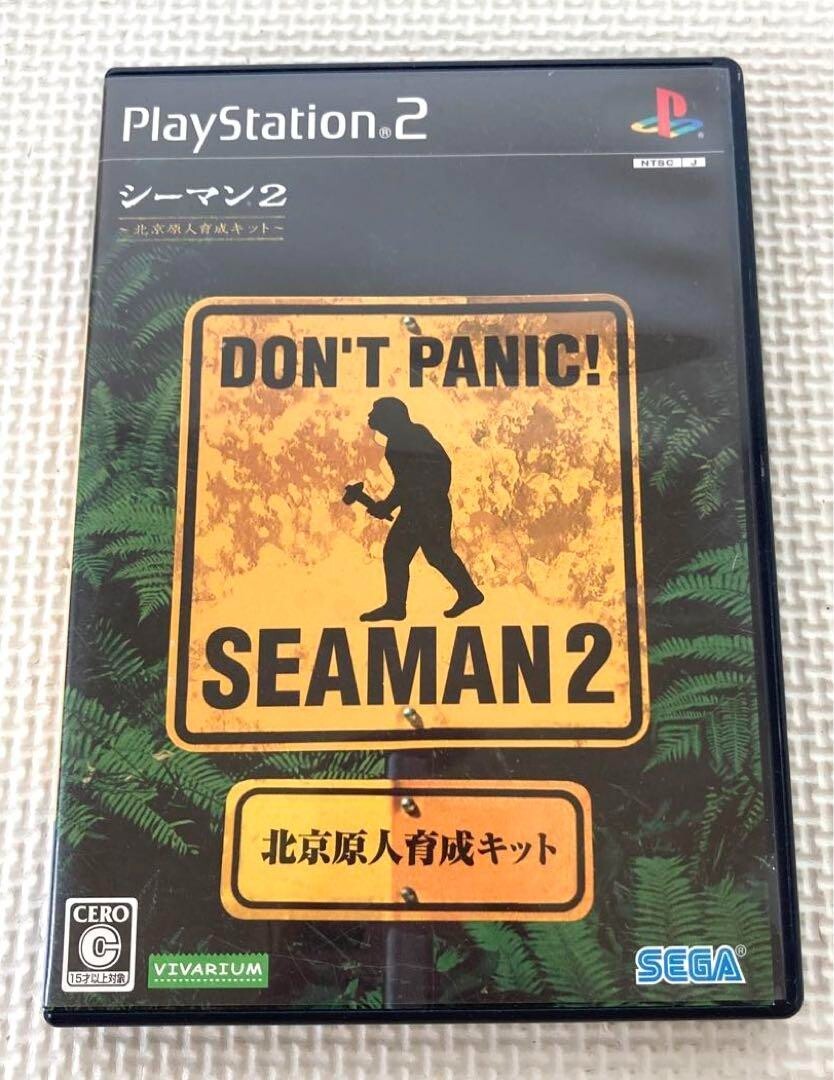 PlayStation®2
NTSC J
シーマン®2
~北京原人育成キット~
DON'T PANIC!
SEAMAN2
北京原人育成キット
CERO
C
15才以上対象
VIVARIUM
SEGA®